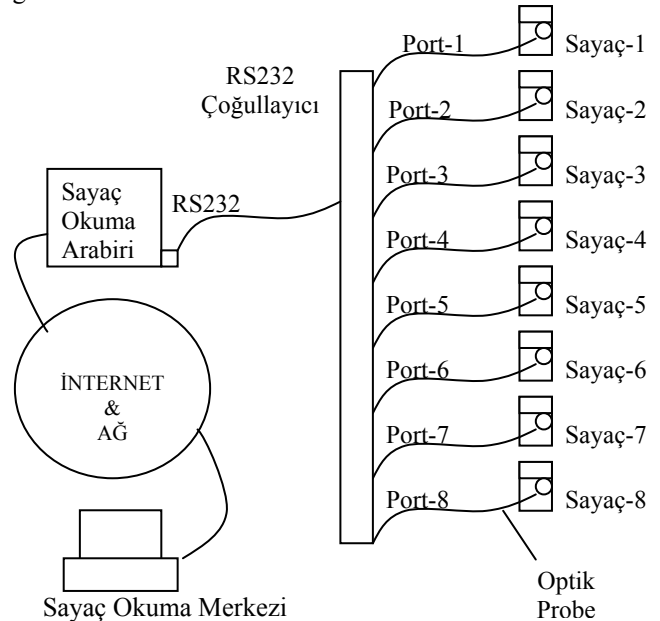 RS232
Çoğullayıcı
Port-1
Sayaç-1
Port-2
Sayaç-2
Port-3
Sayaç-3
Port-4
Sayaç-4
Port-5
Sayaç-5
Port-6
Sayaç-6
Port-7
Sayaç-7
Port-8
Sayaç-8
Sayaç
Okuma
Arabiri
RS232
İNTERNET
&
AĞ
Sayaç Okuma Merkezi
Optik
Probe